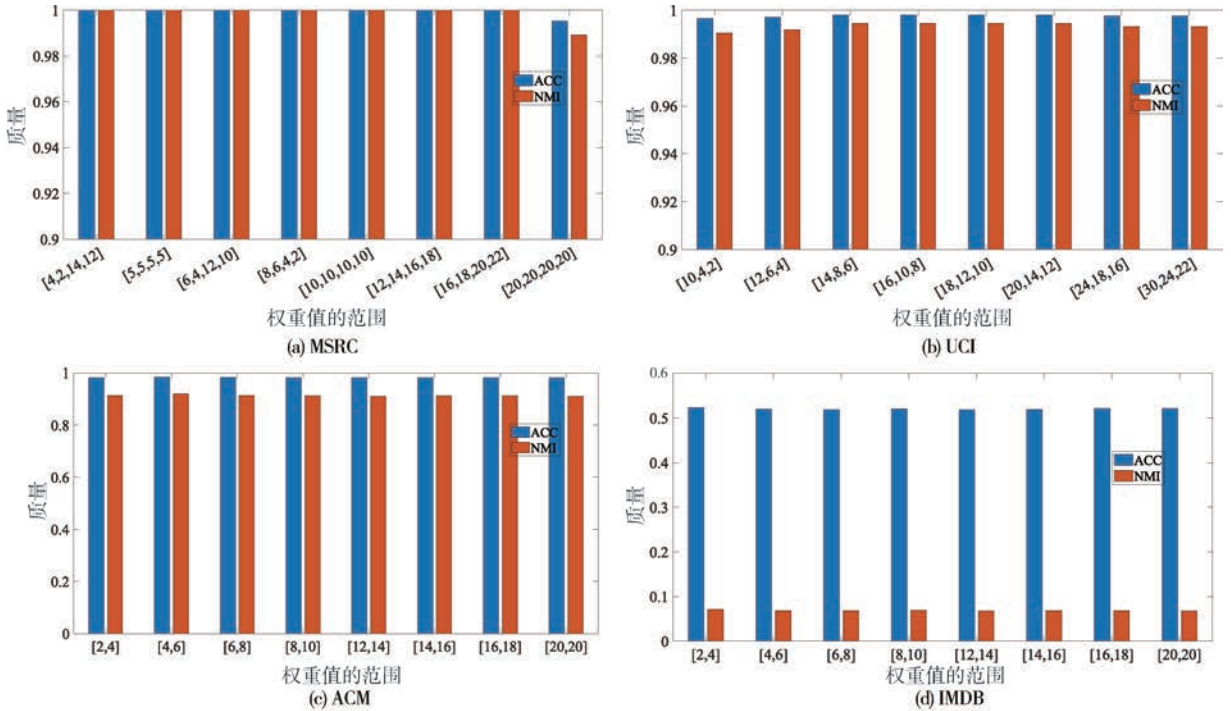 1
0.98
0.96
0.94
0.92
0.9
质量
ACC
NMI
[4,2,14,12]
[5,5,5,5]
[6,4,12,10]
[8,6,4,2]
[10,10,10,10]
[12,14,16,18]
[16,18,20,22]
[20,20,20,20]
权重值的范围
(a) MSRC
1
0.98
0.96
0.94
0.92
0.9
质量
ACC
NMI
[10,4,2]
[12,6,4]
[14,8,6]
[16,10,8]
[18,12,10]
[20,14,12]
[24,18,16]
[30,24,22]
权重值的范围
(b) UCI
1
0.8
0.6
0.4
0.2
0
质量
ACC
NMI
[2,4] [4,6] [6,8] [8,10] [12,14] [14,16] [16,18] [20,20]
权重值的范围
(c) ACM
0.6
0.5
0.4
0.3
0.2
0.1
0
质量
ACC
NMI
[2,4] [4,6] [6,8] [8,10] [12,14] [14,16] [16,18] [20,20]
权重值的范围
(d) IMDB